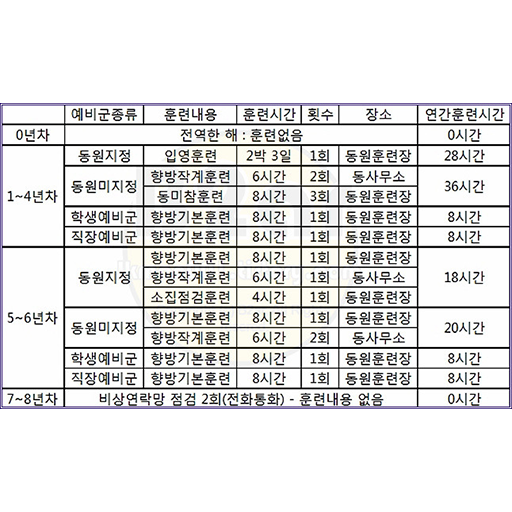 예비군종류 훈련내용 훈련시간 횟수 장소 연간훈련시간
0년차 전역한 해 : 훈련없음 0시간
1~4년차 동원지정 입영훈련 2박 3일 1회 동원훈련장 28시간
동원미지정 향방작계훈련 6시간 2회 동사무소 36시간
동미참훈련 8시간 3회 동원훈련장
학생예비군 향방기본훈련 8시간 1회 동원훈련장 8시간
직장예비군 향방기본훈련 8시간 1회 동원훈련장 8시간
5~6년차 동원지정 향방기본훈련 8시간 1회 동원훈련장 18시간
향방작계훈련 6시간 1회 동사무소
소집점검훈련 4시간 1회 동원훈련장
동원미지정 향방기본훈련 8시간 1회 동원훈련장 20시간
향방작계훈련 6시간 2회 동사무소
학생예비군 향방기본훈련 8시간 1회 동원훈련장 8시간
직장예비군 향방기본훈련 8시간 1회 동원훈련장 8시간
7~8년차 비상연락망 점검 2회(전화통화) - 훈련내용 없음 0시간